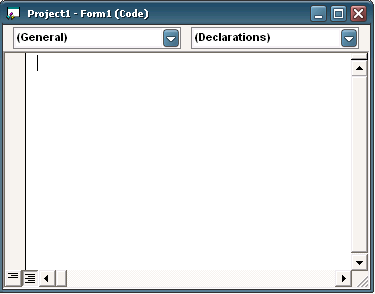 Project1 - Form1 (Code)
(General) (Declarations)